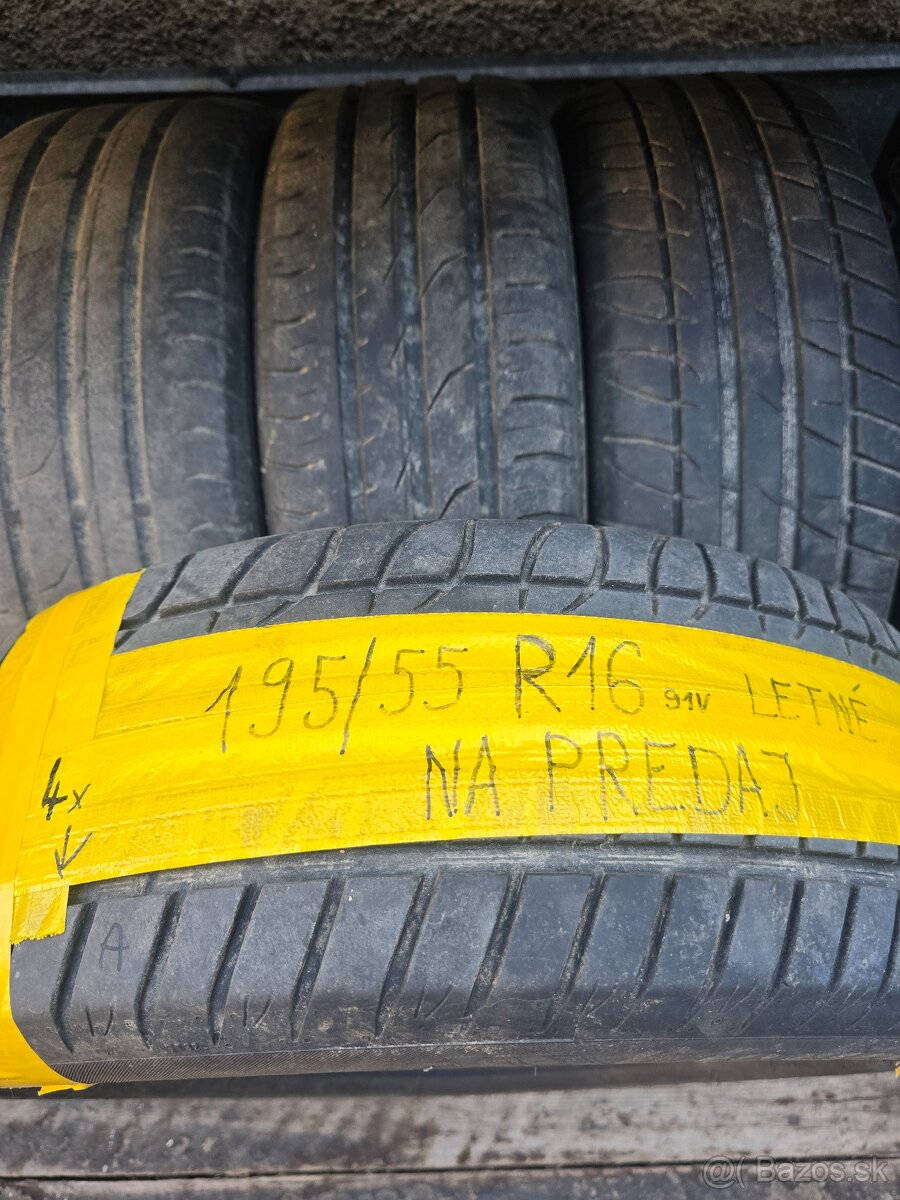 195/55 R16 91V LETNÉ
NA PREDAJ
4x
A
@( Bazos.sk